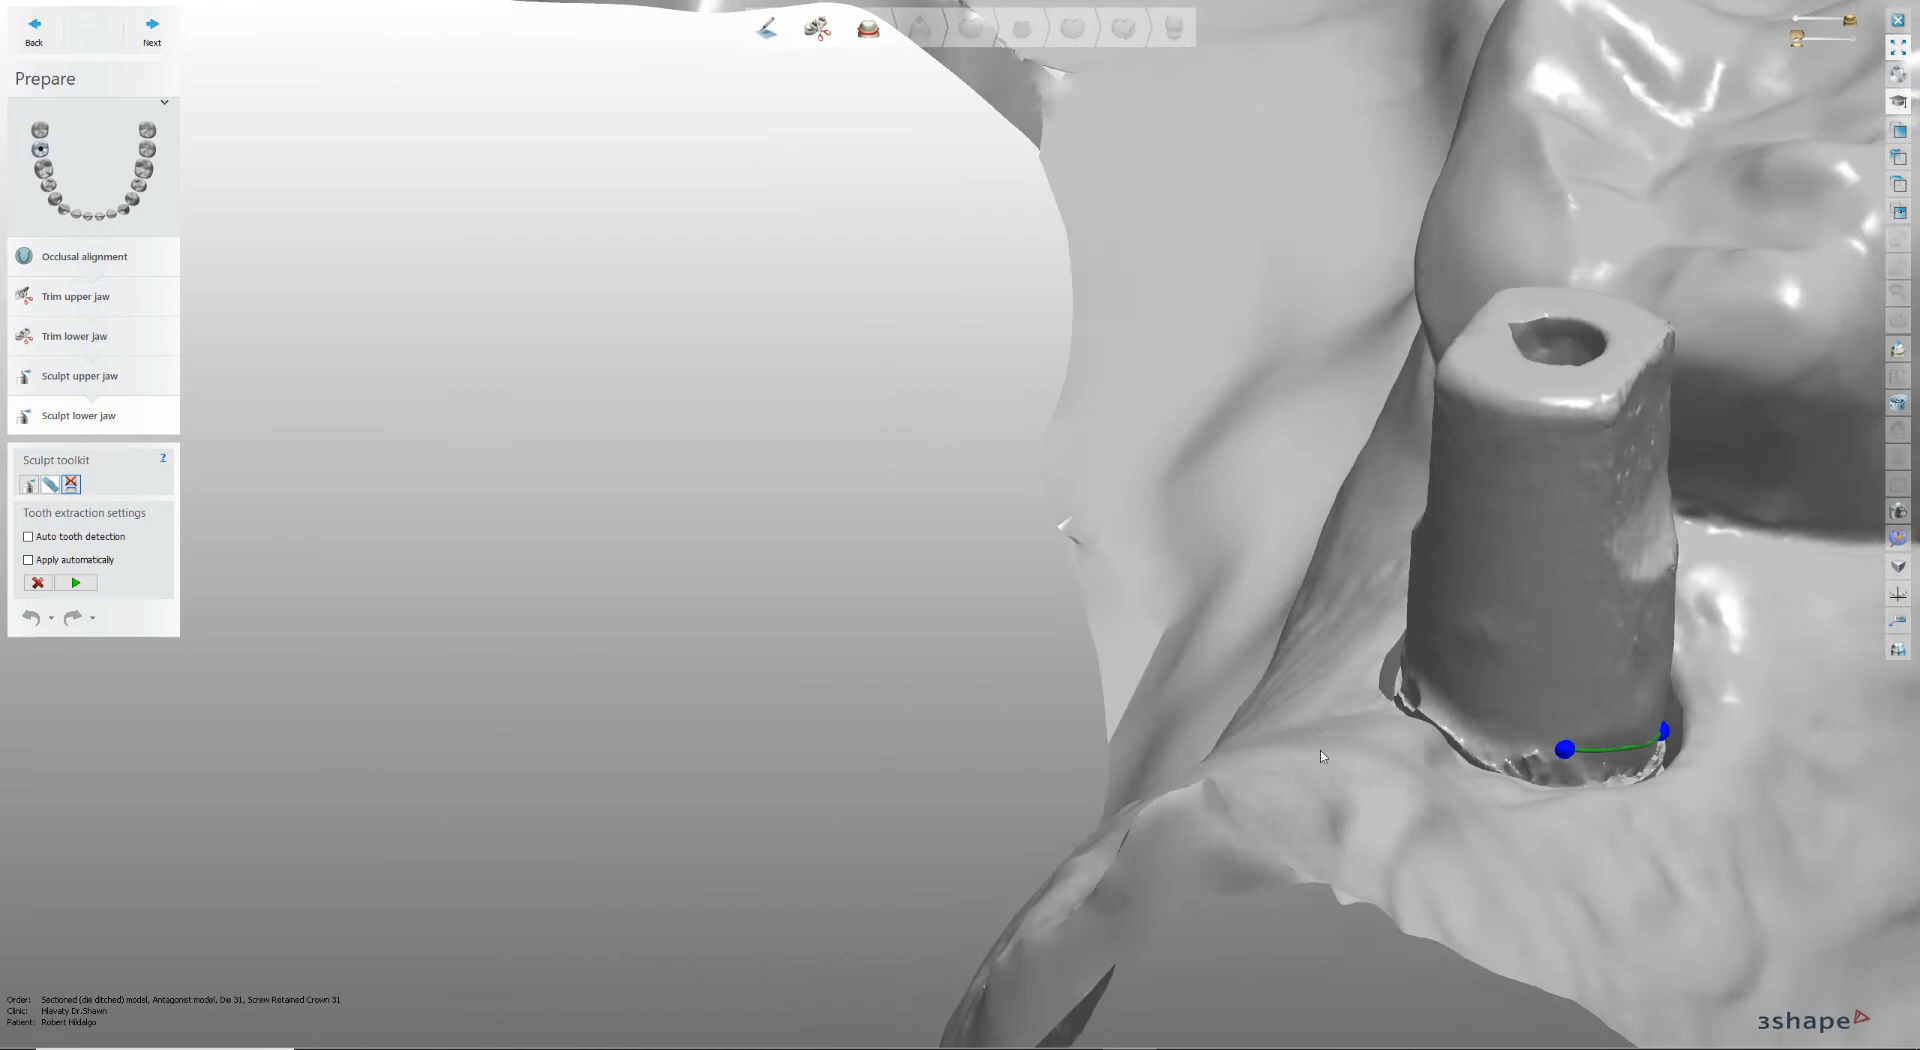 Back
Next
Prepare
Occlusal alignment
Trim upper jaw
Trim lower jaw
Sculpt upper jaw
Sculpt lower jaw
Sculpt toolkit ?
Tooth extraction settings
Auto tooth detection
Apply automatically
Order: Sectioned (die ditched) model, Antagonist model, Die 31, Screw Retained Crown 31
Clinic: Hlavaty Dr.Shawn
Patient: Robert Hildalgo
3shape